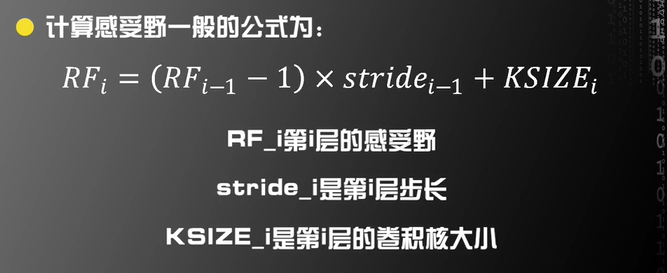 计算感受野一般的公式为：
RF_i = (RF_{i-1} − 1) × stride_{i-1} + KSIZE_i
RF_i第i层的感受野
stride_i是第i层步长
KSIZE_i是第i层的卷积核大小